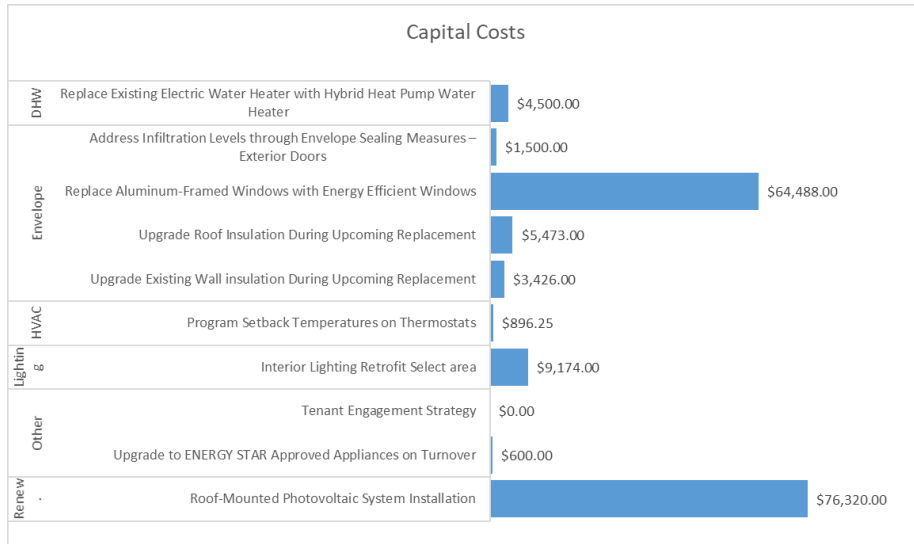 Capital Costs
DHW
Replace Existing Electric Water Heater with Hybrid Heat Pump Water
Heater
$4,500.00
Envelope
Address Infiltration Levels through Envelope Sealing Measures –
Exterior Doors
$1,500.00
Replace Aluminum-Framed Windows with Energy Efficient Windows
$64,488.00
Upgrade Roof Insulation During Upcoming Replacement
$5,473.00
Upgrade Existing Wall insulation During Upcoming Replacement
$3,426.00
HVAC
Program Setback Temperatures on Thermostats
$896.25
Lightin
g
Interior Lighting Retrofit Select area
$9,174.00
Other
Tenant Engagement Strategy
$0.00
Upgrade to ENERGY STAR Approved Appliances on Turnover
$600.00
Renew
.
Roof-Mounted Photovoltaic System Installation
$76,320.00